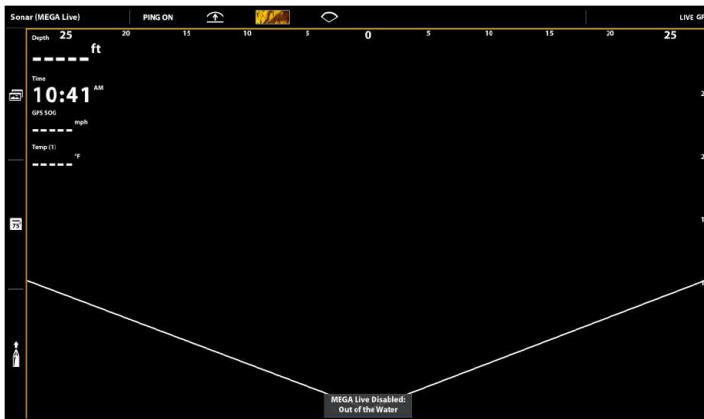 Sonar (MEGA Live) PING ON LIVE
25 20 15 10 5 0 5 10 15 20 25
Depth
----- ft
Time
10:41 AM
GPS SOG
----- mph
Temp (1)
----- °F
75
MEGA Live Disabled:
Out of the Water